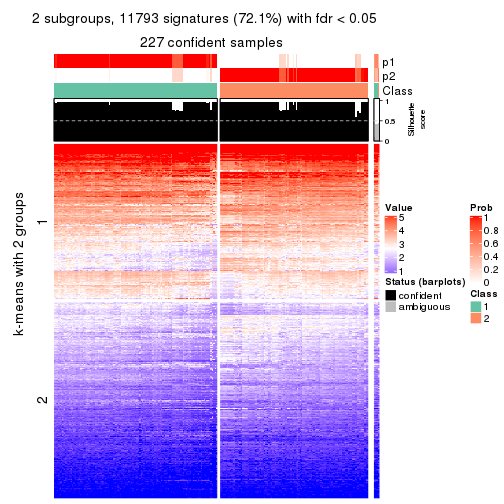 2 subgroups, 11793 signatures (72.1%) with fdr < 0.05
227 confident samples
p1
p2
Class
1
0.5
0
Silhouette
score
k-means with 2 groups
1
2
Value
5
4
3
2
1
Status (barplots)
confident
ambiguous
Prob
1
0.8
0.6
0.4
0.2
0
Class
1
2